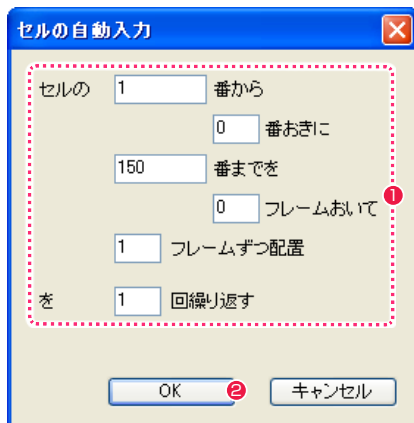 セルの自動入力
セルの 1 番から
0 番おきに
150 番までを
0 フレームおいて
1 フレームずつ配置
を 1 回繰り返す
1
OK 2 キャンセル